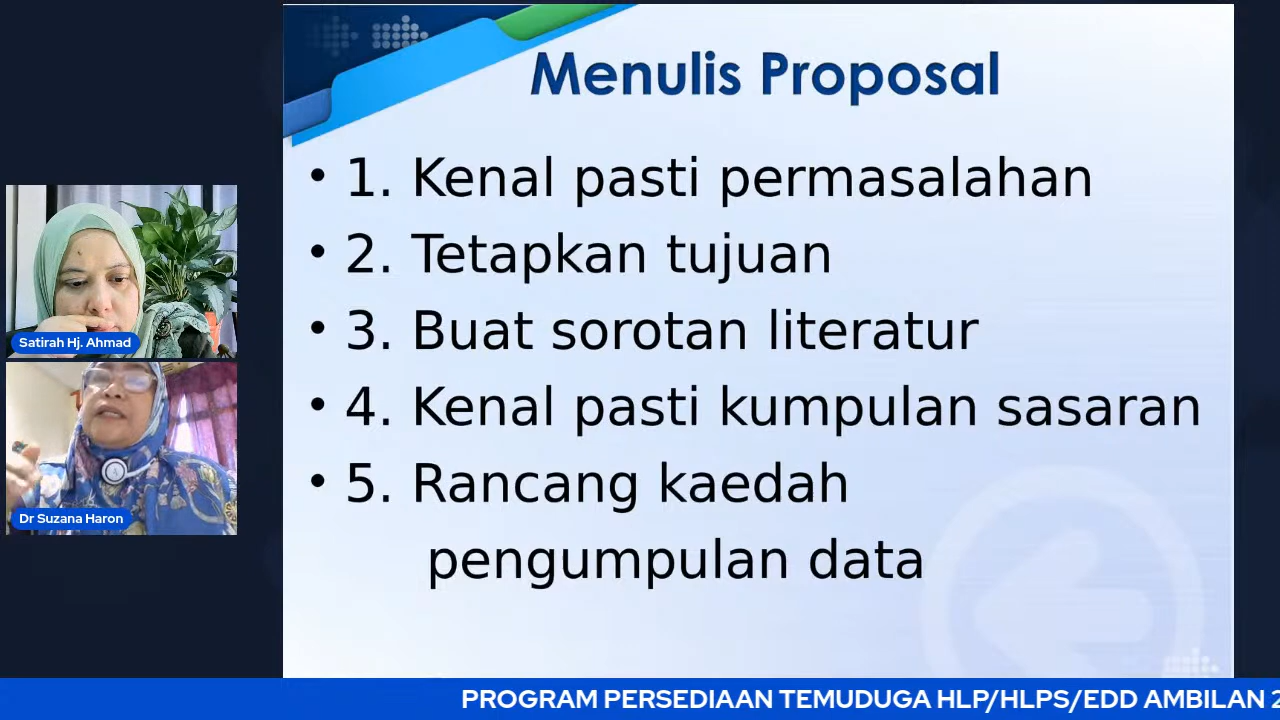 Menulis Proposal
• 1. Kenal pasti permasalahan
• 2. Tetapkan tujuan
• 3. Buat sorotan literatur
• 4. Kenal pasti kumpulan sasaran
• 5. Rancang kaedah
pengumpulan data
Satirah Hj. Ahmad
Dr Suzana Haron
PROGRAM PERSEDIAAN TEMUDUGA HLP/HLPS/EDD AMBILAN